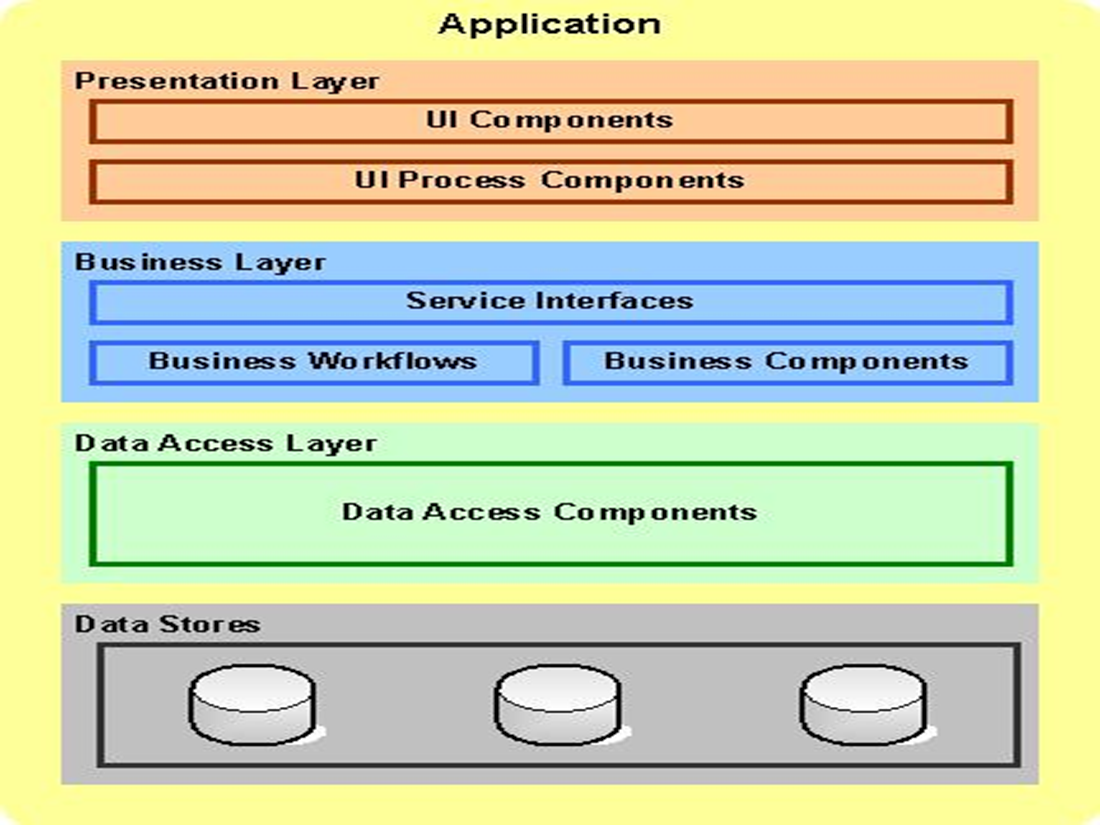 Application
Presentation Layer
UI Components
UI Process Components
Business Layer
Service Interfaces
Business Workflows
Business Components
Data Access Layer
Data Access Components
Data Stores